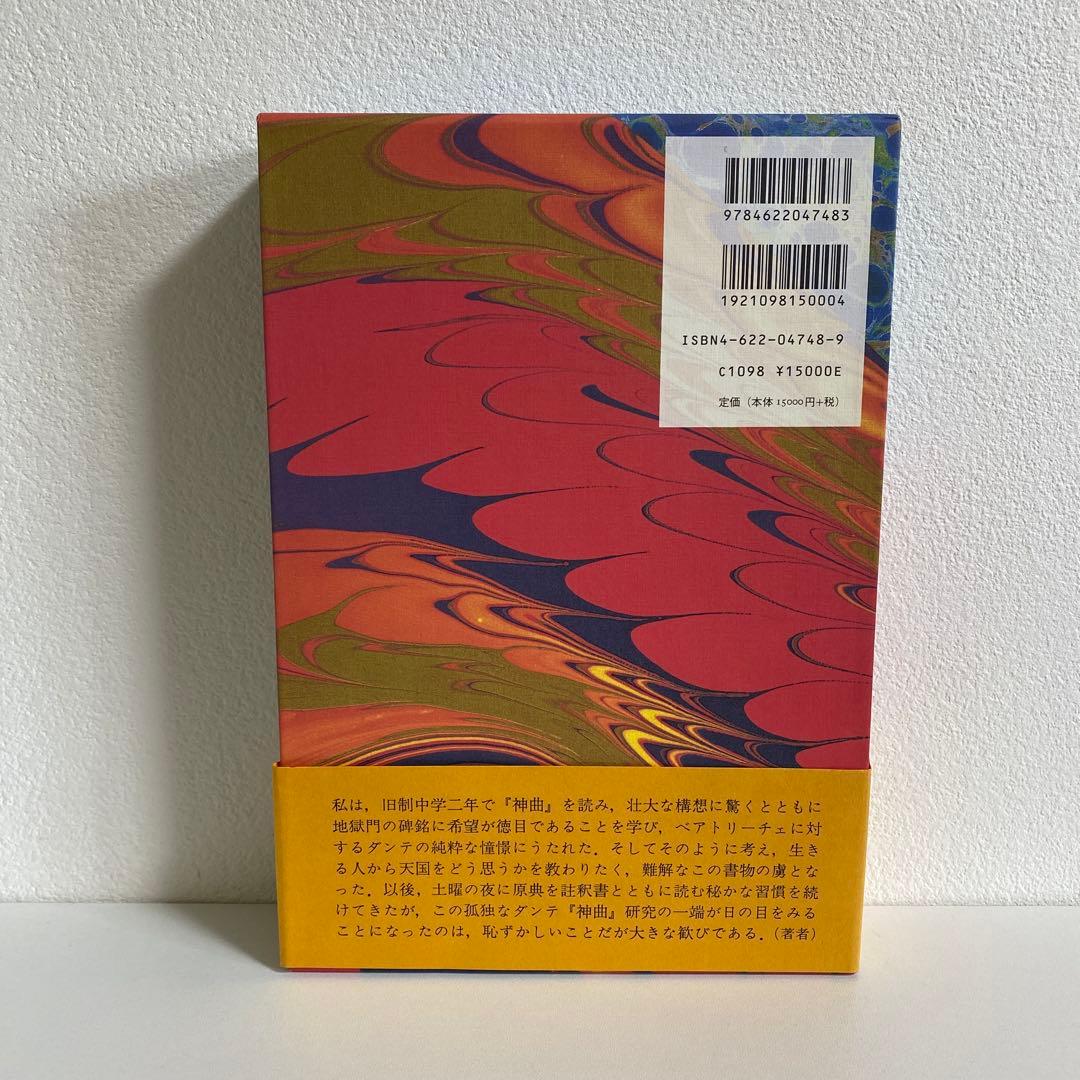 9784622047483
1921098150004
ISBN4-622-04748-9
C1098 ¥15000E
定価（本体15000円+税）
私は，旧制中学二年で『神曲』を読み，壮大な構想に驚くとともに
地獄門の碑銘に希望が徳目であることを学び，ベアトリーチェに対
するダンテの純粋な憧憬にうたれた．そしてそのように考え，生き
る人から天国をどう思うかを教わりたく，難解なこの書物の虜とな
った．以後，土曜の夜に原典を註釈書とともに読む秘かな習慣を続
けてきたが，この孤独なダンテ『神曲』研究の一端が日の目をみる
ことになったのは，恥ずかしいことだが大きな歓びである．（著者）